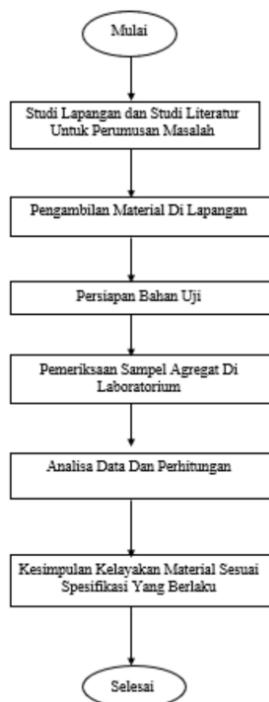 Mulai
Studi Lapangan dan Studi Literatur
Untuk Perumusan Masalah
Pengambilan Material Di Lapangan
Persiapan Bahan Uji
Pemeriksaan Sampel Agregat Di
Laboratorium
Analisa Data Dan Perhitungan
Kesimpulan Kelayakan Material Sesuai
Spesifikasi Yang Berlaku
Selesai